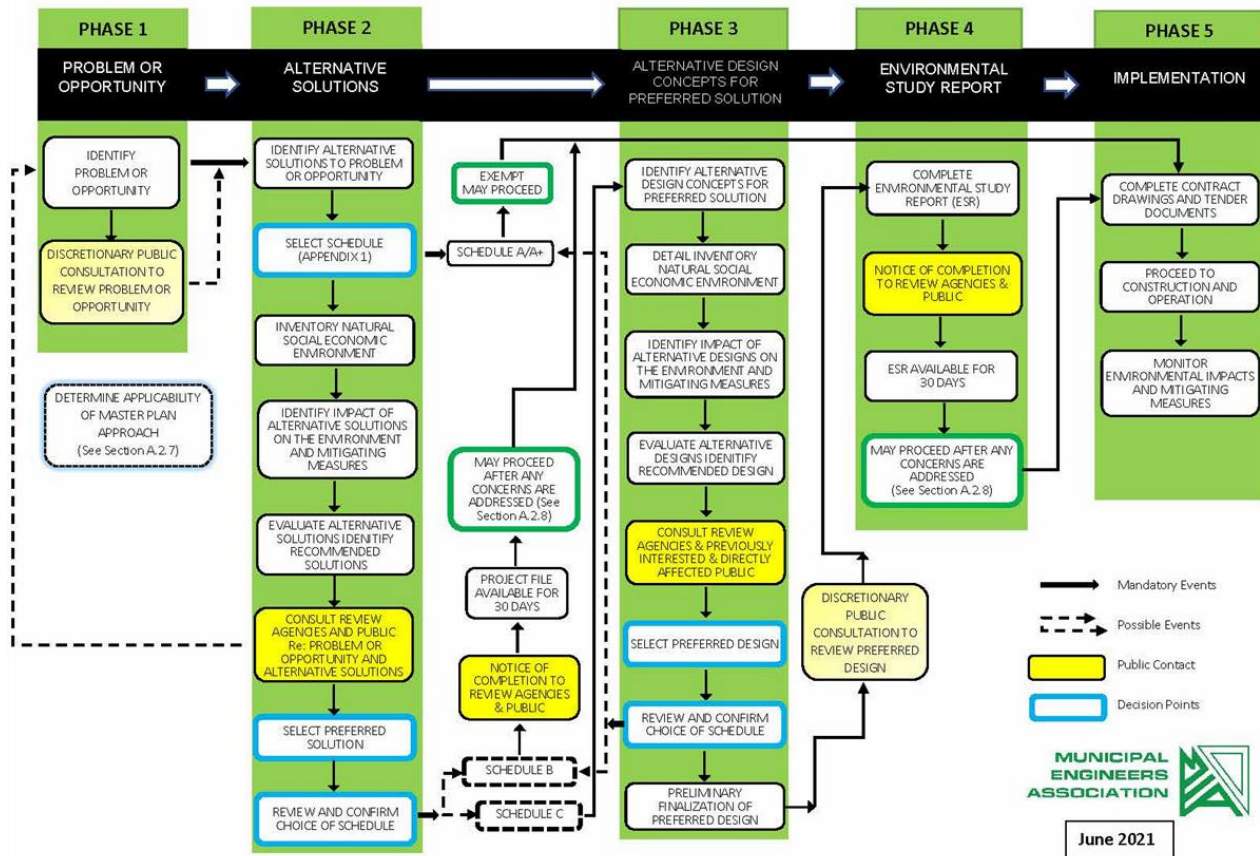 PHASE 1
PROBLEM OR
OPPORTUNITY
IDENTIFY
PROBLEM OR
OPPORTUNITY
DISCRETIONARY PUBLIC
CONSULTATION TO
REVIEW PROBLEM OR
OPPORTUNITY
DETERMINE APPLICABILITY
OF MASTER PLAN
APPROACH
(See Section A.2.7)
PHASE 2
ALTERNATIVE
SOLUTIONS
IDENTIFY ALTERNATIVE
SOLUTIONS TO PROBLEM
OR OPPORTUNITY
SELECT SCHEDULE
(APPENDIX 1)
INVENTORY NATURAL
SOCIAL ECONOMIC
ENVIRONMENT
IDENTIFY IMPACT OF
ALTERNATIVE SOLUTIONS
ON THE ENVIRONMENT
AND MITIGATING
MEASURES
EVALUATE ALTERNATIVE
SOLUTIONS IDENITIFY
RECOMMENDED
SOLUTIONS
CONSULT REVIEW
AGENCIES AND PUBLIC
Re: PROBLEM OR
OPPORTUNITY AND
ALTERNATIVE SOLUTIONS
SELECT PREFERRED
SOLUTION
REVIEW AND CONFIRM
CHOICE OF SCHEDULE
EXEMPT
MAY PROCEED
SCHEDULE A/A+
MAY PROCEED
AFTER ANY
CONCERNS ARE
ADDRESSED (See
Section A.2.8)
PROJECT FILE
AVAILABLE FOR
30 DAYS
NOTICE OF
COMPLETION TO
REVIEW AGENCIES
& PUBLIC
SCHEDULE B
SCHEDULE C
PHASE 3
ALTERNATIVE DESIGN
CONCEPTS FOR
PREFERRED SOLUTION
IDENTIFY ALTERNATIVE
DESIGN CONCEPTS FOR
PREFERRED SOLUTION
DETAIL INVENTORY
NATURAL SOCIAL
ECONOMIC ENVIRONMENT
IDENTIFY IMPACT OF
ALTERNATIVE DESIGNS ON
THE ENVIRONMENT AND
MITIGATING MEASURES
EVALUATE ALTERNATIVE
DESIGNS IDENITIFY
RECOMMENDED DESIGN
CONSULT REVIEW
AGENCIES & PREVIOUSLY
INTERESTED & DIRECTLY
AFFECTED PUBLIC
SELECT PREFERRED DESIGN
REVIEW AND CONFIRM
CHOICE OF SCHEDULE
PRELIMINARY
FINALIZATION OF
PREFERRED DESIGN
DISCRETIONARY
PUBLIC
CONSULTATION TO
REVIEW PREFERRED
DESIGN
PHASE 4
ENVIRONMENTAL
STUDY REPORT
COMPLETE
ENVIRONMENTAL STUDY
REPORT (ESR)
NOTICE OF COMPLETION
TO REVIEW AGENCIES &
PUBLIC
ESR AVAILABLE FOR
30 DAYS
MAY PROCEED AFTER ANY
CONCERNS ARE
ADDRESSED
(See Section A.2.8)
PHASE 5
IMPLEMENTATION
COMPLETE CONTRACT
DRAWINGS AND TENDER
DOCUMENTS
PROCEED TO
CONSTRUCTION AND
OPERATION
MONITOR
ENVIRONMENTAL IMPACTS
AND MITIGATING
MEASURES
Mandatory Events
Possible Events
Public Contact
Decision Points
MUNICIPAL
ENGINEERS
ASSOCIATION
June 2021